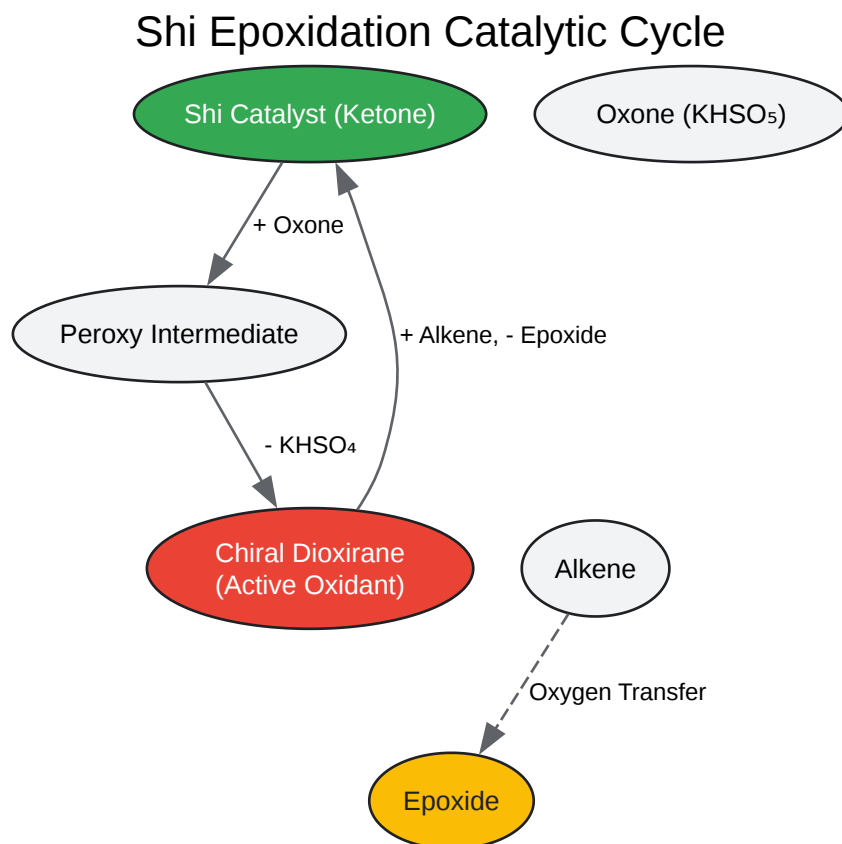 Shi Epoxidation Catalytic Cycle
Shi Catalyst (Ketone)
Oxone (KHSO₅)
+ Oxone
Peroxy Intermediate
+ Alkene, - Epoxide
- KHSO₄
Chiral Dioxirane
(Active Oxidant)
Alkene
Oxygen Transfer
Epoxide